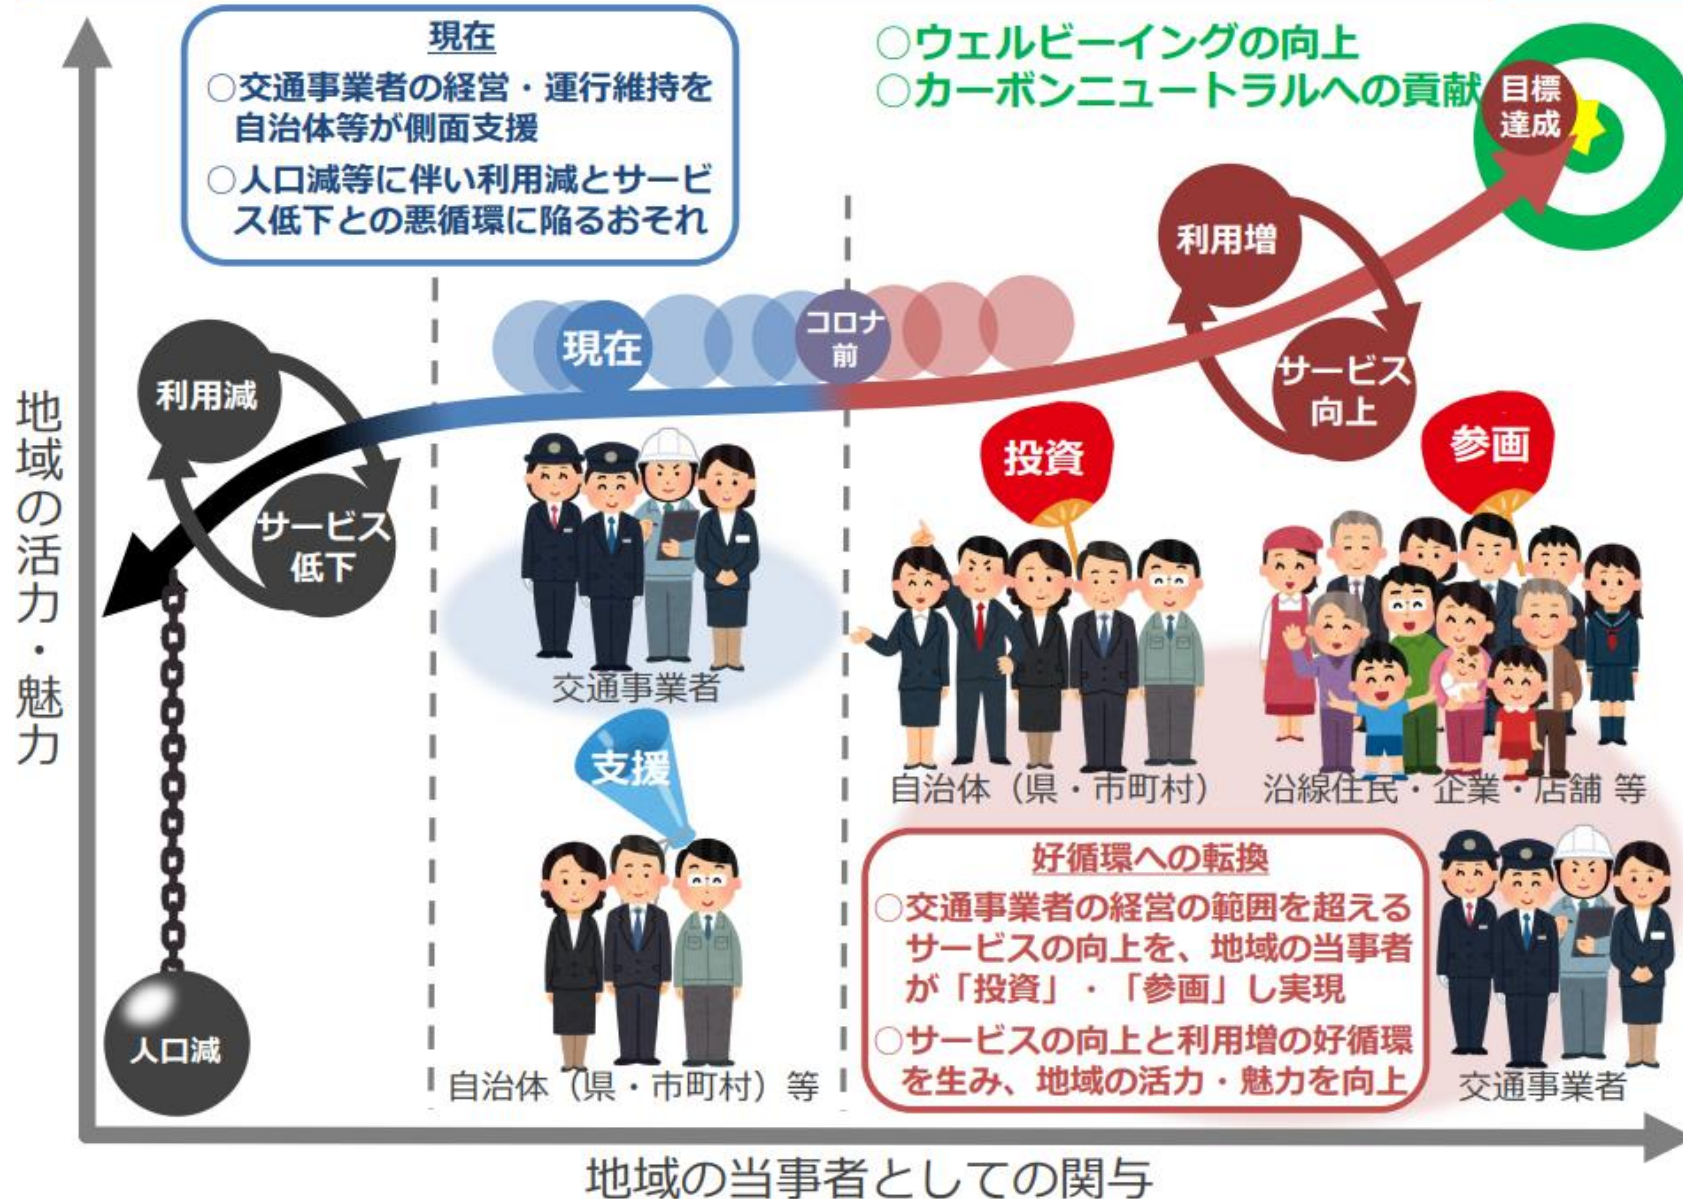 現在
○交通事業者の経営・運行維持を
自治体等が側面支援
○人口減等に伴い利用減とサービ
ス低下との悪循環に陥るおそれ
○ウェルビーイングの向上
○カーボンニュートラルへの貢献
目標
達成
利用増
サービス
向上
現在
コロナ
前
利用減
サービス
低下
人口減
地域の活力・魅力
交通事業者
支援
自治体（県・市町村）等
投資
参画
自治体（県・市町村）
沿線住民・企業・店舗 等
好循環への転換
○交通事業者の経営の範囲を超える
サービスの向上を、地域の当事者
が「投資」・「参画」し実現
○サービスの向上と利用増の好循環
を生み、地域の活力・魅力を向上
交通事業者
地域の当事者としての関与